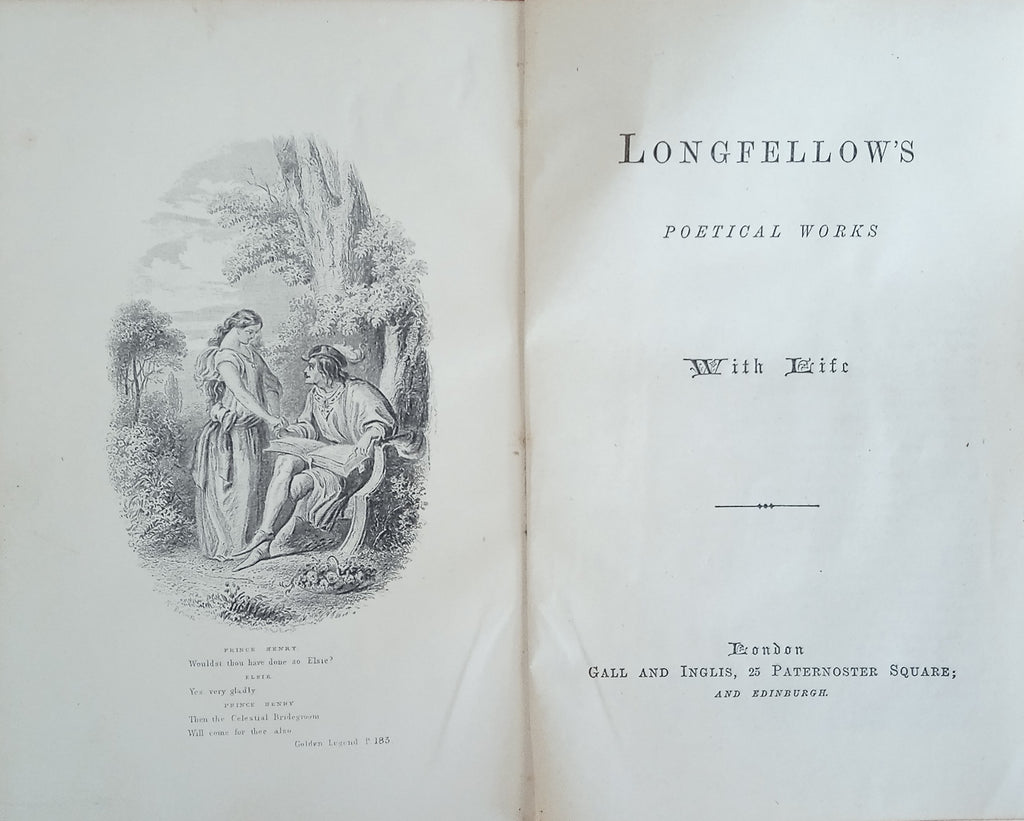 PRINCE HENRY.
Wouldst thou have done so Elsie?
ELSIE.
Yes very gladly
PRINCE HENRY
Then the Celestial Bridegroom
Will come for thee also
Golden Legend P 183.
LONGFELLOW'S
POETICAL WORKS
With Life
London
GALL AND INGLIS, 25 PATERNOSTER SQUARE;
AND EDINBURGH.